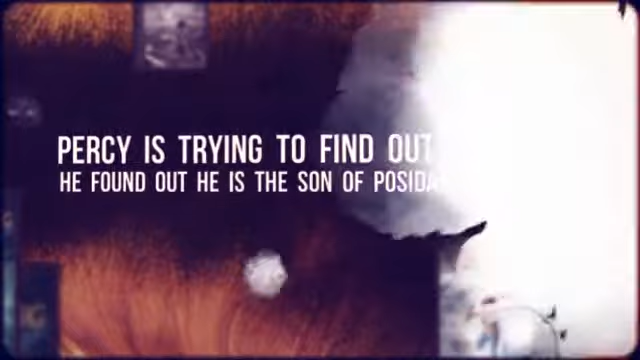 PERCY IS TRYING TO FIND OUT
HE FOUND OUT HE IS THE SON OF